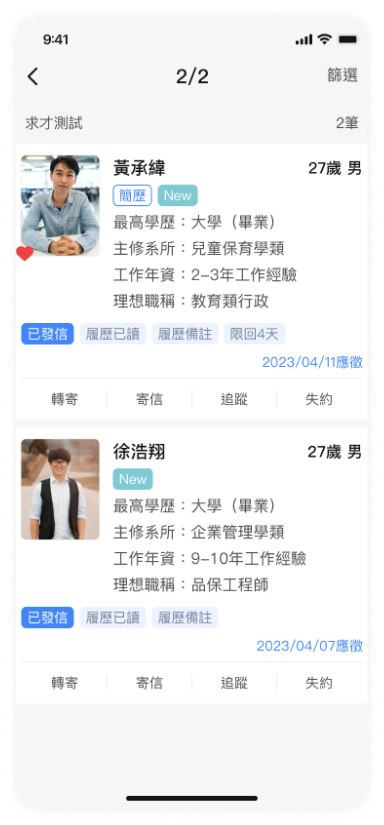 9:41
2/2 篩選
求才測試 2筆
黃承緯 27歲 男
簡歷 New
最高學歷：大學（畢業）
主修系所：兒童保育學類
工作年資：2-3年工作經驗
理想職稱：教育類行政
已發信 履歷已讀 履歷備註 限回4天
2023/04/11應徵
轉寄 寄信 追蹤 失約
徐浩翔 27歲 男
New
最高學歷：大學（畢業）
主修系所：企業管理學類
工作年資：9-10年工作經驗
理想職稱：品保工程師
已發信 履歷已讀 履歷備註
2023/04/07應徵
轉寄 寄信 追蹤 失約